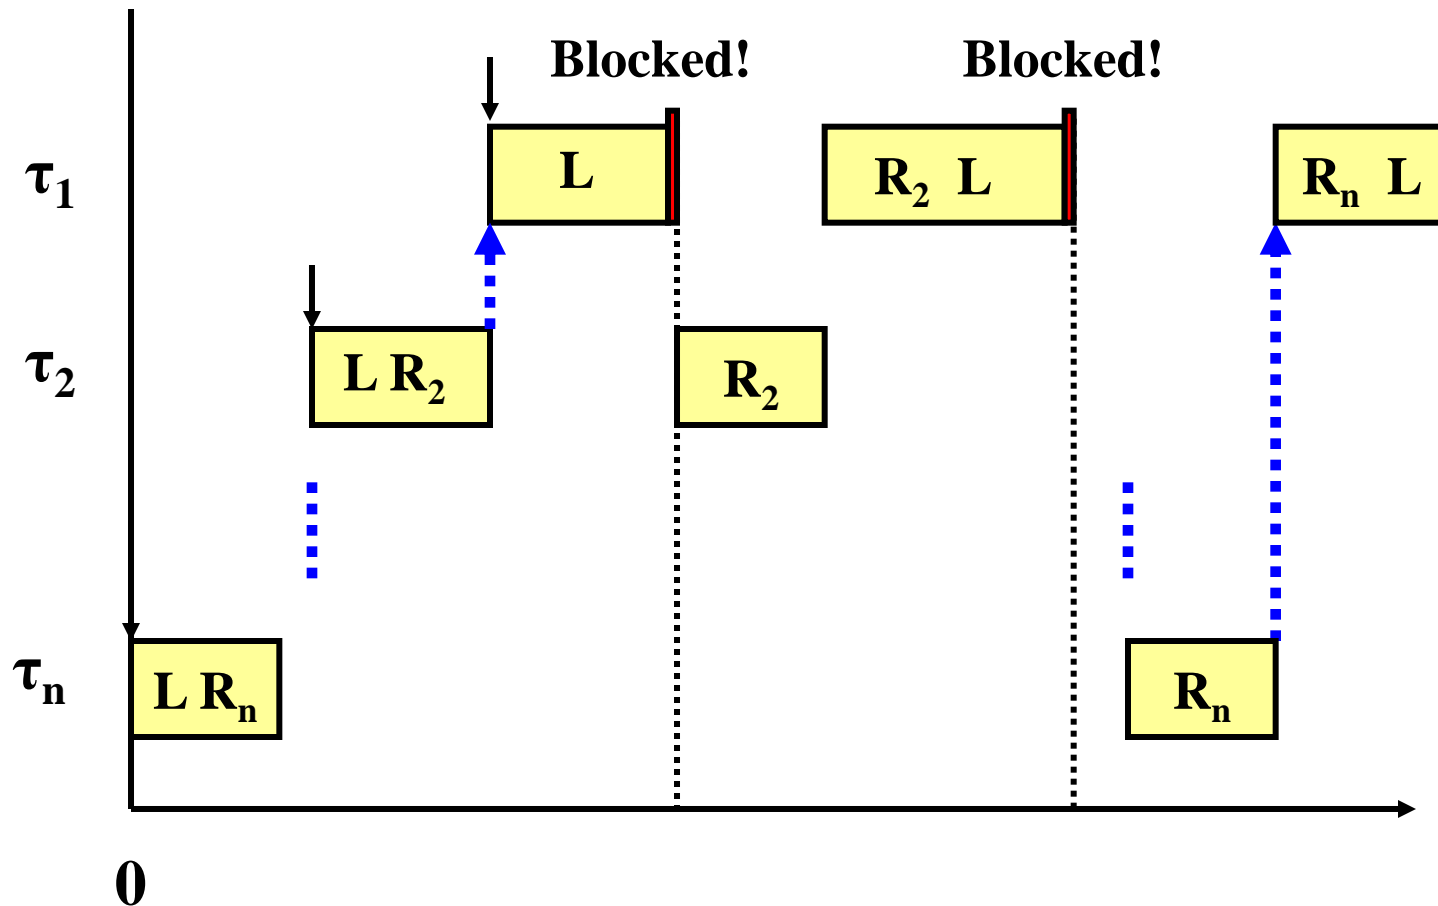 Blocked! Blocked!
τ₁ L R₂ L Rₙ L
τ₂ L R₂ R₂
τₙ L Rₙ Rₙ
0